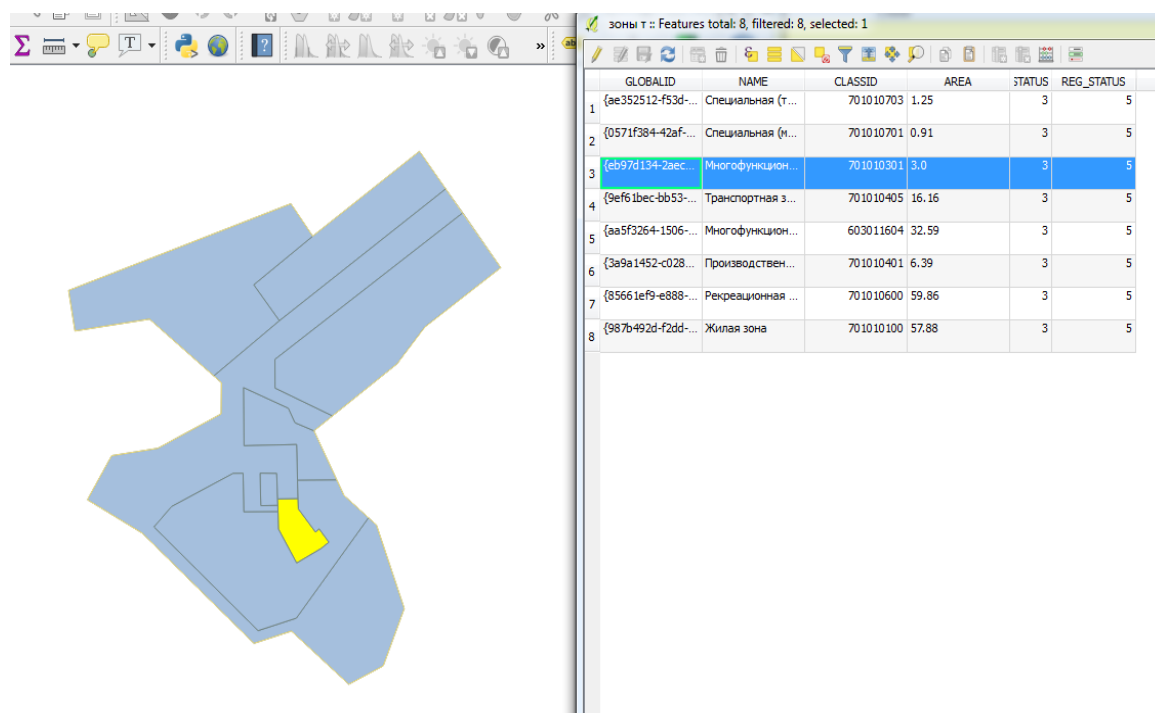 зоны т :: Features total: 8, filtered: 8, selected: 1
Σ T ? » ab
GLOBALID NAME CLASSID AREA STATUS REG_STATUS
1 {ae352512-f53d-... Специальная (т... 701010703 1.25 3 5
2 {0571f384-42af-... Специальная (м... 701010701 0.91 3 5
3 {eb97d134-2aec... Многофункцион... 701010301 3.0 3 5
4 {9ef61bec-bb53-... Транспортная з... 701010405 16.16 3 5
5 {aa5f3264-1506-... Многофункцион... 603011604 32.59 3 5
6 {3a9a1452-c028... Производствен... 701010401 6.39 3 5
7 {85661ef9-e888-... Рекреационная ... 701010600 59.86 3 5
8 {987b492d-f2dd-... Жилая зона 701010100 57.88 3 5